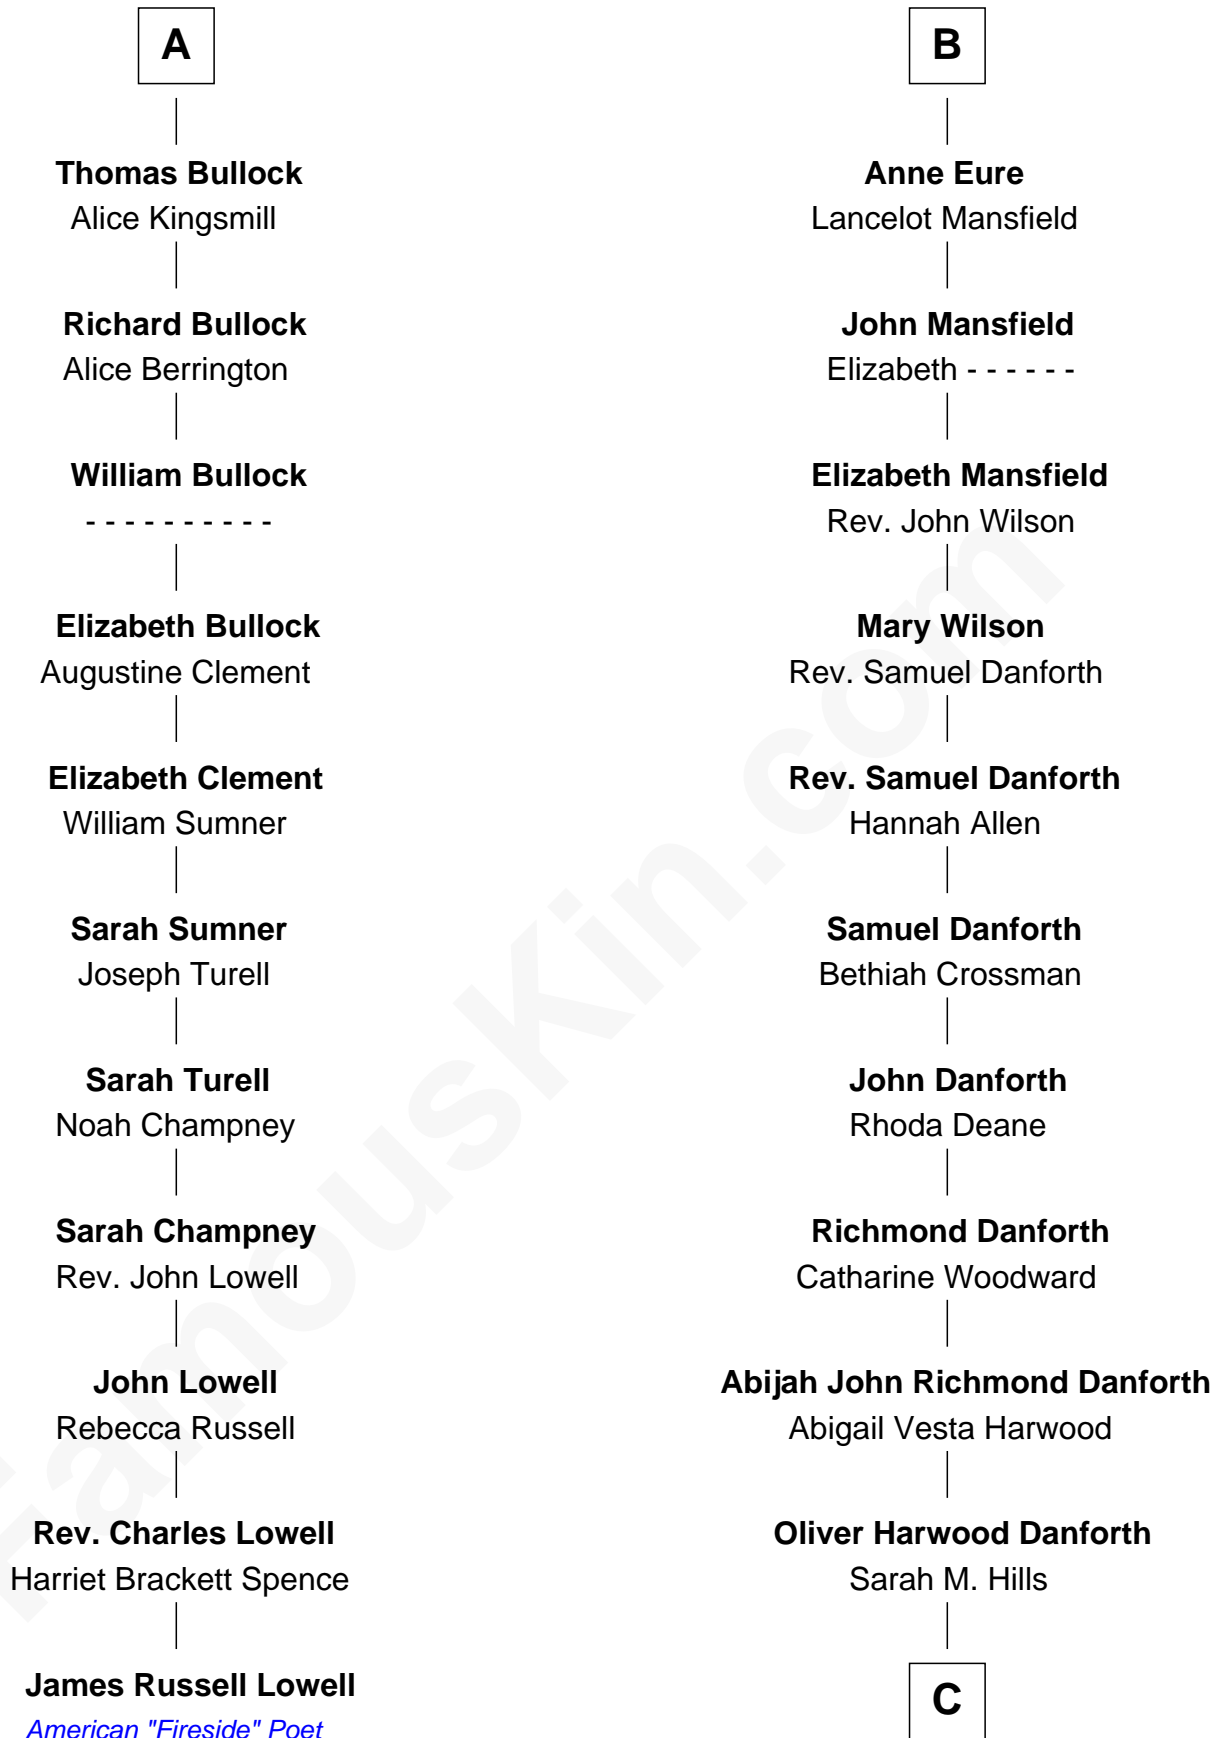 A
Thomas Bullock
Alice Kingsmill
Richard Bullock
Alice Berrington
William Bullock
- - - - - - - - - -
Elizabeth Bullock
Augustine Clement
Elizabeth Clement
William Sumner
Sarah Sumner
Joseph Turell
Sarah Turell
Noah Champney
Sarah Champney
Rev. John Lowell
John Lowell
Rebecca Russell
Rev. Charles Lowell
Harriet Brackett Spence
James Russell Lowell
American "Fireside" Poet
B
Anne Eure
Lancelot Mansfield
John Mansfield
Elizabeth - - - - - -
Elizabeth Mansfield
Rev. John Wilson
Mary Wilson
Rev. Samuel Danforth
Rev. Samuel Danforth
Hannah Allen
Samuel Danforth
Bethiah Crossman
John Danforth
Rhoda Deane
Richmond Danforth
Catharine Woodward
Abijah John Richmond Danforth
Abigail Vesta Harwood
Oliver Harwood Danforth
Sarah M. Hills
C
FamousKin.com